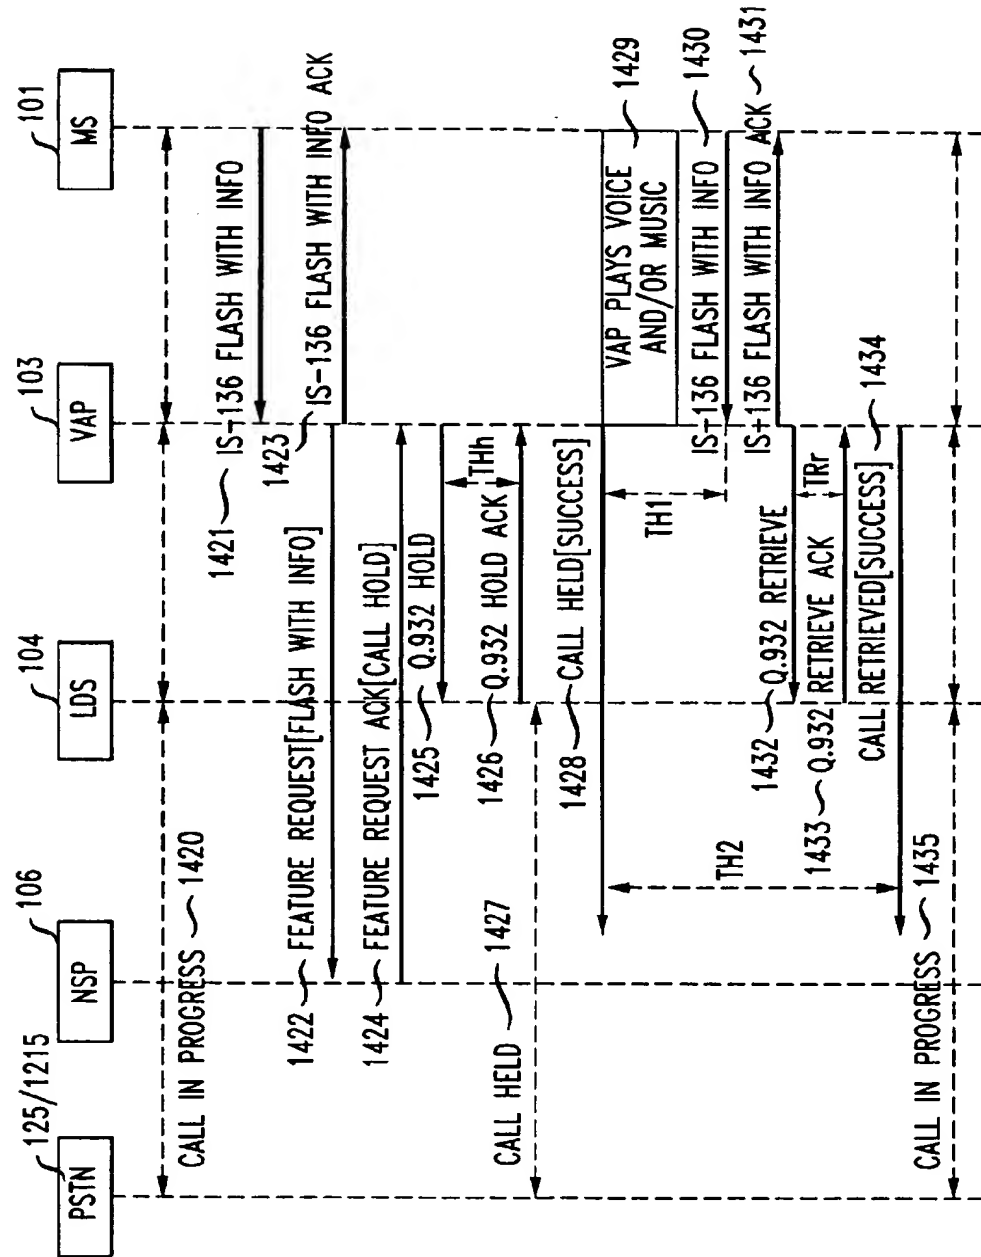 125/1215
PSTN
106
NSP
104
LDS
103
VAP
101
MS
CALL IN PROGRESS 1420
1421 IS-136 FLASH WITH INFO
1422 FEATURE REQUEST[FLASH WITH INFO]
1423 IS-136 FLASH WITH INFO ACK
1424 FEATURE REQUEST ACK[CALL HOLD]
1425 Q.932 HOLD
THh
1426 Q.932 HOLD ACK
CALL HELD 1427
1428 CALL HELD[SUCCESS]
VAP PLAYS VOICE
AND/OR MUSIC
1429
TH1
IS-136 FLASH WITH INFO 1430
IS-136 FLASH WITH INFO ACK 1431
1432 Q.932 RETRIEVE
TRr
1433 Q.932 RETRIEVE ACK
TH2
CALL RETRIEVED[SUCCESS] 1434
CALL IN PROGRESS 1435